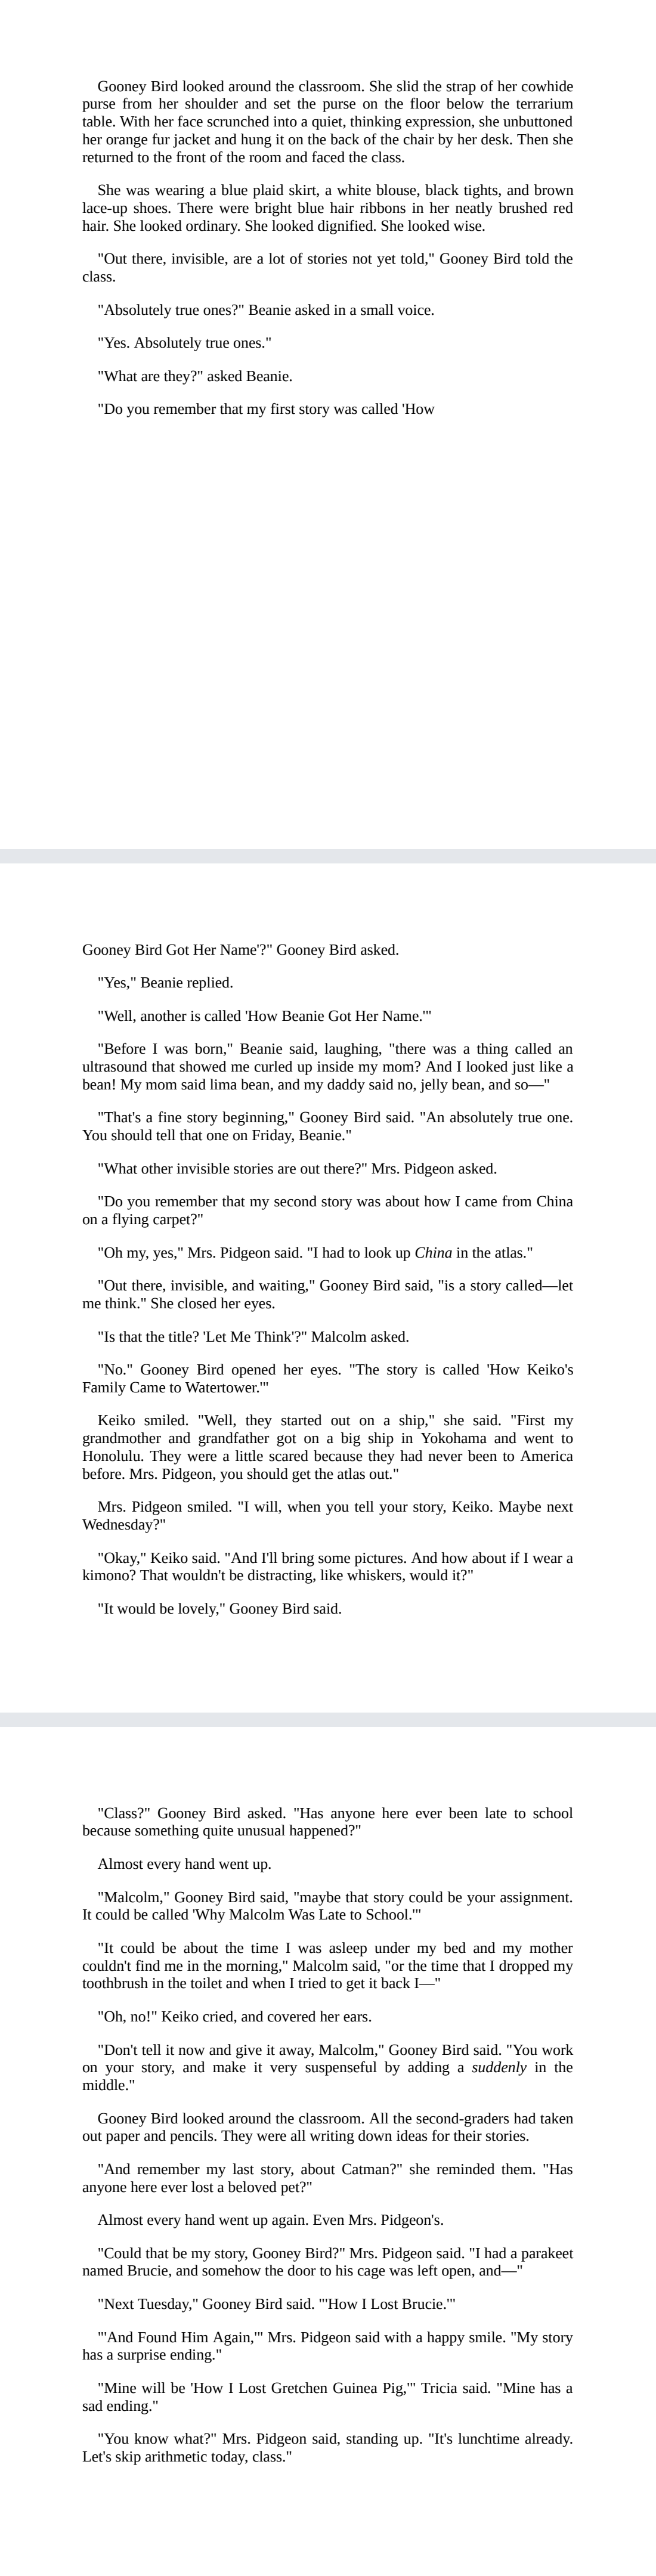 Gooney Bird looked around the classroom. She slid the strap of her cowhide
purse from her shoulder and set the purse on the floor below the terrarium
table. With her face scrunched into a quiet, thinking expression, she unbuttoned
her orange fur jacket and hung it on the back of the chair by her desk. Then she
returned to the front of the room and faced the class.
She was wearing a blue plaid skirt, a white blouse, black tights, and brown
lace-up shoes. There were bright blue hair ribbons in her neatly brushed red
hair. She looked ordinary. She looked dignified. She looked wise.
"Out there, invisible, are a lot of stories not yet told," Gooney Bird told the
class.
"Absolutely true ones?" Beanie asked in a small voice.
"Yes. Absolutely true ones."
"What are they?" asked Beanie.
"Do you remember that my first story was called 'How
Gooney Bird Got Her Name'?" Gooney Bird asked.
"Yes," Beanie replied.
"Well, another is called 'How Beanie Got Her Name.'"
"Before I was born," Beanie said, laughing, "there was a thing called an
ultrasound that showed me curled up inside my mom? And I looked just like a
bean! My mom said lima bean, and my daddy said no, jelly bean, and so—"
"That's a fine story beginning," Gooney Bird said. "An absolutely true one.
You should tell that one on Friday, Beanie."
"What other invisible stories are out there?" Mrs. Pidgeon asked.
"Do you remember that my second story was about how I came from China
on a flying carpet?"
"Oh my, yes," Mrs. Pidgeon said. "I had to look up China in the atlas."
"Out there, invisible, and waiting," Gooney Bird said, "is a story called—let
me think." She closed her eyes.
"Is that the title? 'Let Me Think'?" Malcolm asked.
"No." Gooney Bird opened her eyes. "The story is called 'How Keiko's
Family Came to Watertower.'"
Keiko smiled. "Well, they started out on a ship," she said. "First my
grandmother and grandfather got on a big ship in Yokohama and went to
Honolulu. They were a little scared because they had never been to America
before. Mrs. Pidgeon, you should get the atlas out."
Mrs. Pidgeon smiled. "I will, when you tell your story, Keiko. Maybe next
Wednesday?"
"Okay," Keiko said. "And I'll bring some pictures. And how about if I wear a
kimono? That wouldn't be distracting, like whiskers, would it?"
"It would be lovely," Gooney Bird said.
"Class?" Gooney Bird asked. "Has anyone here ever been late to school
because something quite unusual happened?"
Almost every hand went up.
"Malcolm," Gooney Bird said, "maybe that story could be your assignment.
It could be called 'Why Malcolm Was Late to School.'"
"It could be about the time I was asleep under my bed and my mother
couldn't find me in the morning," Malcolm said, "or the time that I dropped my
toothbrush in the toilet and when I tried to get it back I—"
"Oh, no!" Keiko cried, and covered her ears.
"Don't tell it now and give it away, Malcolm," Gooney Bird said. "You work
on your story, and make it very suspenseful by adding a suddenly in the
middle."
Gooney Bird looked around the classroom. All the second-graders had taken
out paper and pencils. They were all writing down ideas for their stories.
"And remember my last story, about Catman?" she reminded them. "Has
anyone here ever lost a beloved pet?"
Almost every hand went up again. Even Mrs. Pidgeon's.
"Could that be my story, Gooney Bird?" Mrs. Pidgeon said. "I had a parakeet
named Brucie, and somehow the door to his cage was left open, and—"
"Next Tuesday," Gooney Bird said. "'How I Lost Brucie.'"
"'And Found Him Again,'" Mrs. Pidgeon said with a happy smile. "My story
has a surprise ending."
"Mine will be 'How I Lost Gretchen Guinea Pig,'" Tricia said. "Mine has a
sad ending."
"You know what?" Mrs. Pidgeon said, standing up. "It's lunchtime already.
Let's skip arithmetic today, class."